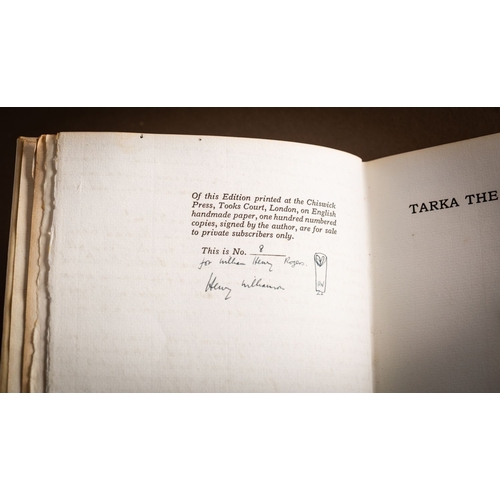 Of this Edition printed at the Chiswick
Press, Tooks Court, London, on English
handmade paper, one hundred numbered
copies, signed by the author, are for sale
to private subscribers only.
This is No. 8
for William Henry Rogers
Henry Williamson
TARKA THE